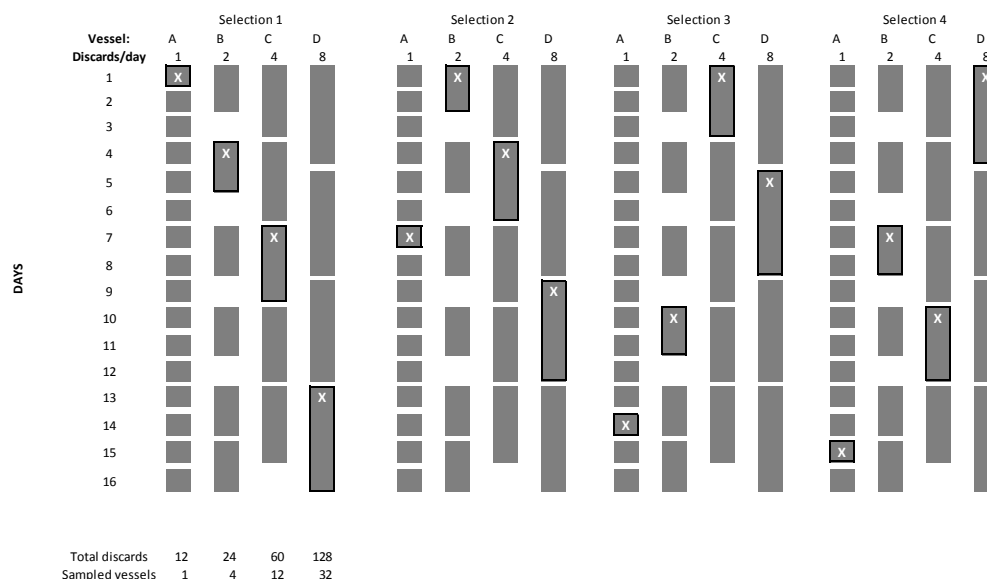 Selection 1 Selection 2 Selection 3 Selection 4
Vessel: A B C D A B C D A B C D A B C D
Discards/day 1 2 4 8 1 2 4 8 1 2 4 8 1 2 4 8
1 X X X X
2
3
4 X X
5 X
6
7 X X X
8
DAYS
9 X
10 X X
11
12
13 X
14 X
15 X
16
Total discards 12 24 60 128
Sampled vessels 1 4 12 32